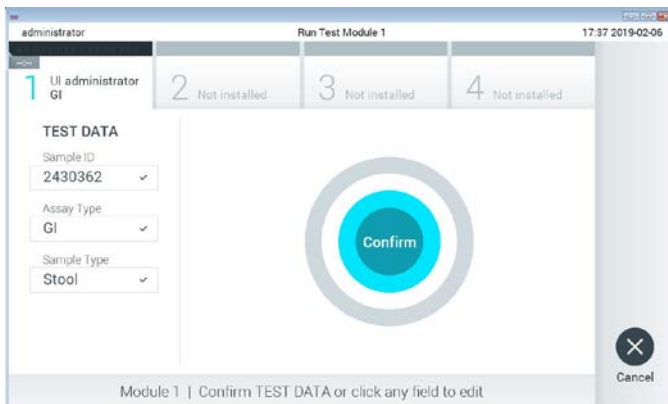 administrator Run Test Module 1 17:37 2019-02-06
1 UI administrator
GI
2 Not installed
3 Not installed
4 Not installed
TEST DATA
Sample ID
2430362
Assay Type
GI
Sample Type
Stool
Confirm
Cancel
Module 1 | Confirm TEST DATA or click any field to edit